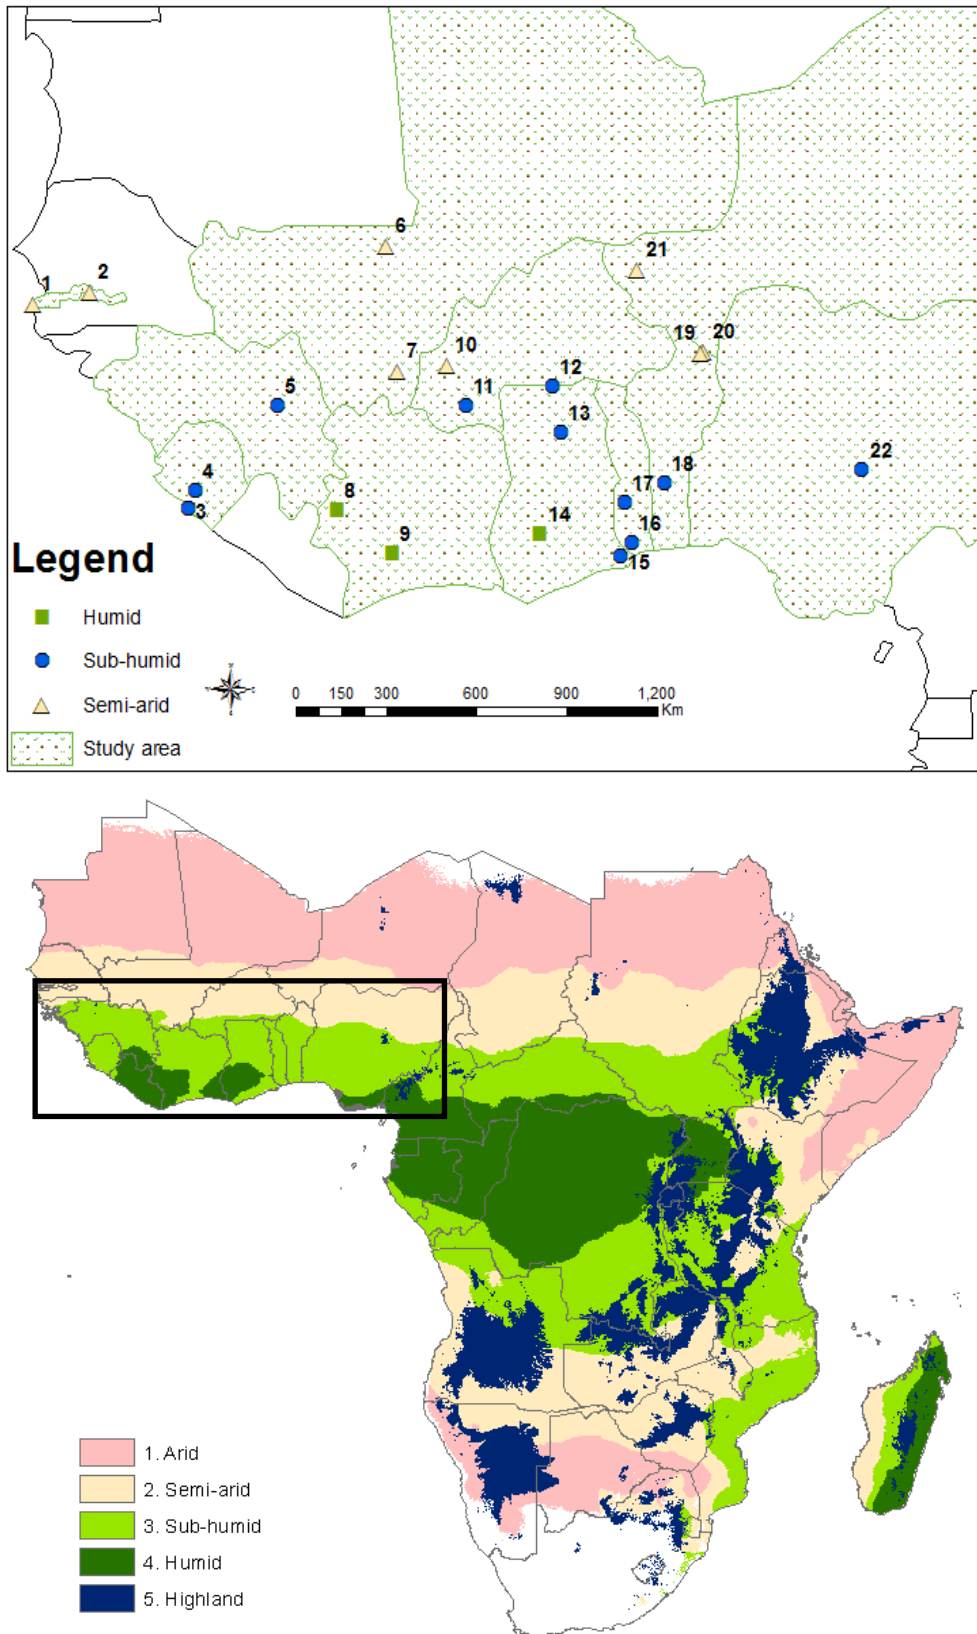 6
21
1
2
19
20
7
10
12
5
11
13
22
4
18
8
17
3
14
16
9
15
Legend
Humid
Sub-humid
Semi-arid
Study area
0 150 300 600 900 1,200
Km
1. Arid
2. Semi-arid
3. Sub-humid
4. Humid
5. Highland